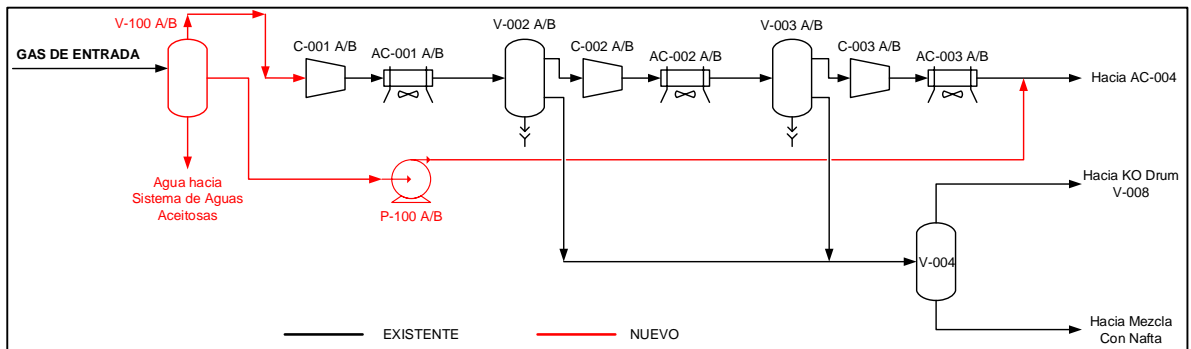 V-100 A/B
GAS DE ENTRADA
C-001 A/B
AC-001 A/B
V-002 A/B
C-002 A/B
AC-002 A/B
V-003 A/B
C-003 A/B
AC-003 A/B
Hacia AC-004
Agua hacia
Sistema de Aguas
Aceitosas
P-100 A/B
Hacia KO Drum
V-008
V-004
Hacia Mezcla
Con Nafta
EXISTENTE
NUEVO